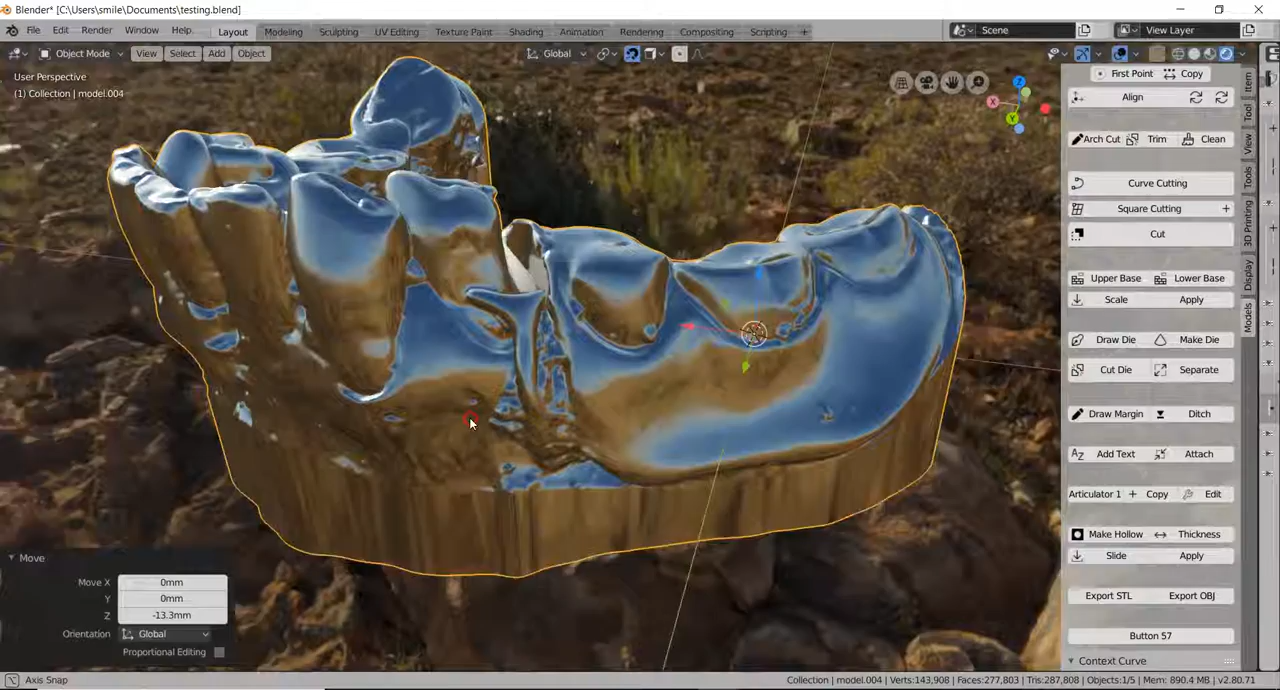 Blender* [C:\Users\smile\Documents\testing.blend]
File Edit Render Window Help Layout Modeling Sculpting UV Editing Texture Paint Shading Animation Rendering Compositing Scripting + Scene View Layer
Object Mode View Select Add Object Global
User Perspective
(1) Collection | model.004
X Y Z
First Point Copy
Align
Arch Cut Trim Clean
Curve Cutting
Square Cutting +
Cut
Upper Base Lower Base
Scale Apply
Draw Die Make Die
Cut Die Separate
Draw Margin Ditch
Add Text Attach
Articulator 1 + Copy Edit
Make Hollow Thickness
Slide Apply
Export STL Export OBJ
Button 57
Context Curve
Item
Tool
View
Tools
3D Printing
Display
Models
Move
Move X 0mm
Y 0mm
Z -13.3mm
Orientation Global
Proportional Editing
Axis Snap
Collection | model.004 | Verts:143,908 | Faces:277,803 | Tris:287,808 | Objects:1/5 | Mem: 890.4 MB | v2.80.71